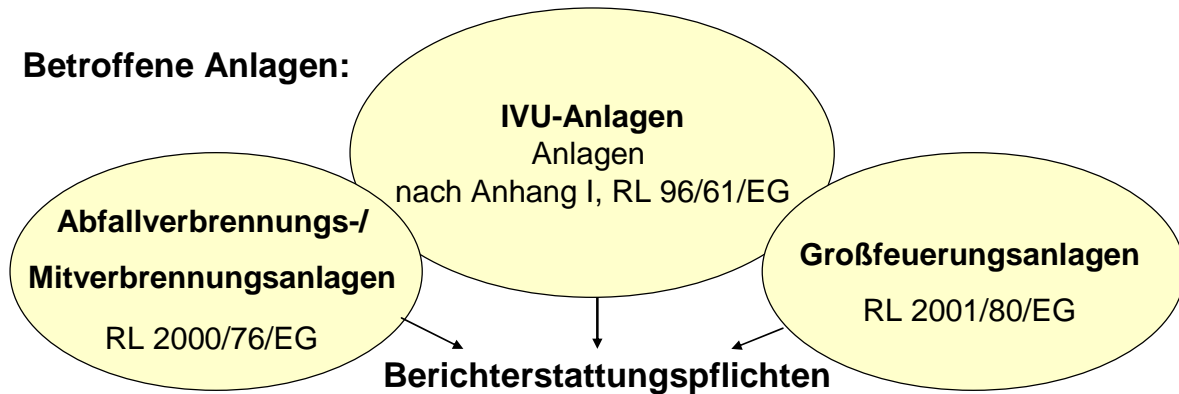 Betroffene Anlagen:
IVU-Anlagen
Anlagen
nach Anhang I, RL 96/61/EG
Abfallverbrennungs-/
Mitverbrennungsanlagen
RL 2000/76/EG
Großfeuerungsanlagen
RL 2001/80/EG
Berichterstattungspflichten